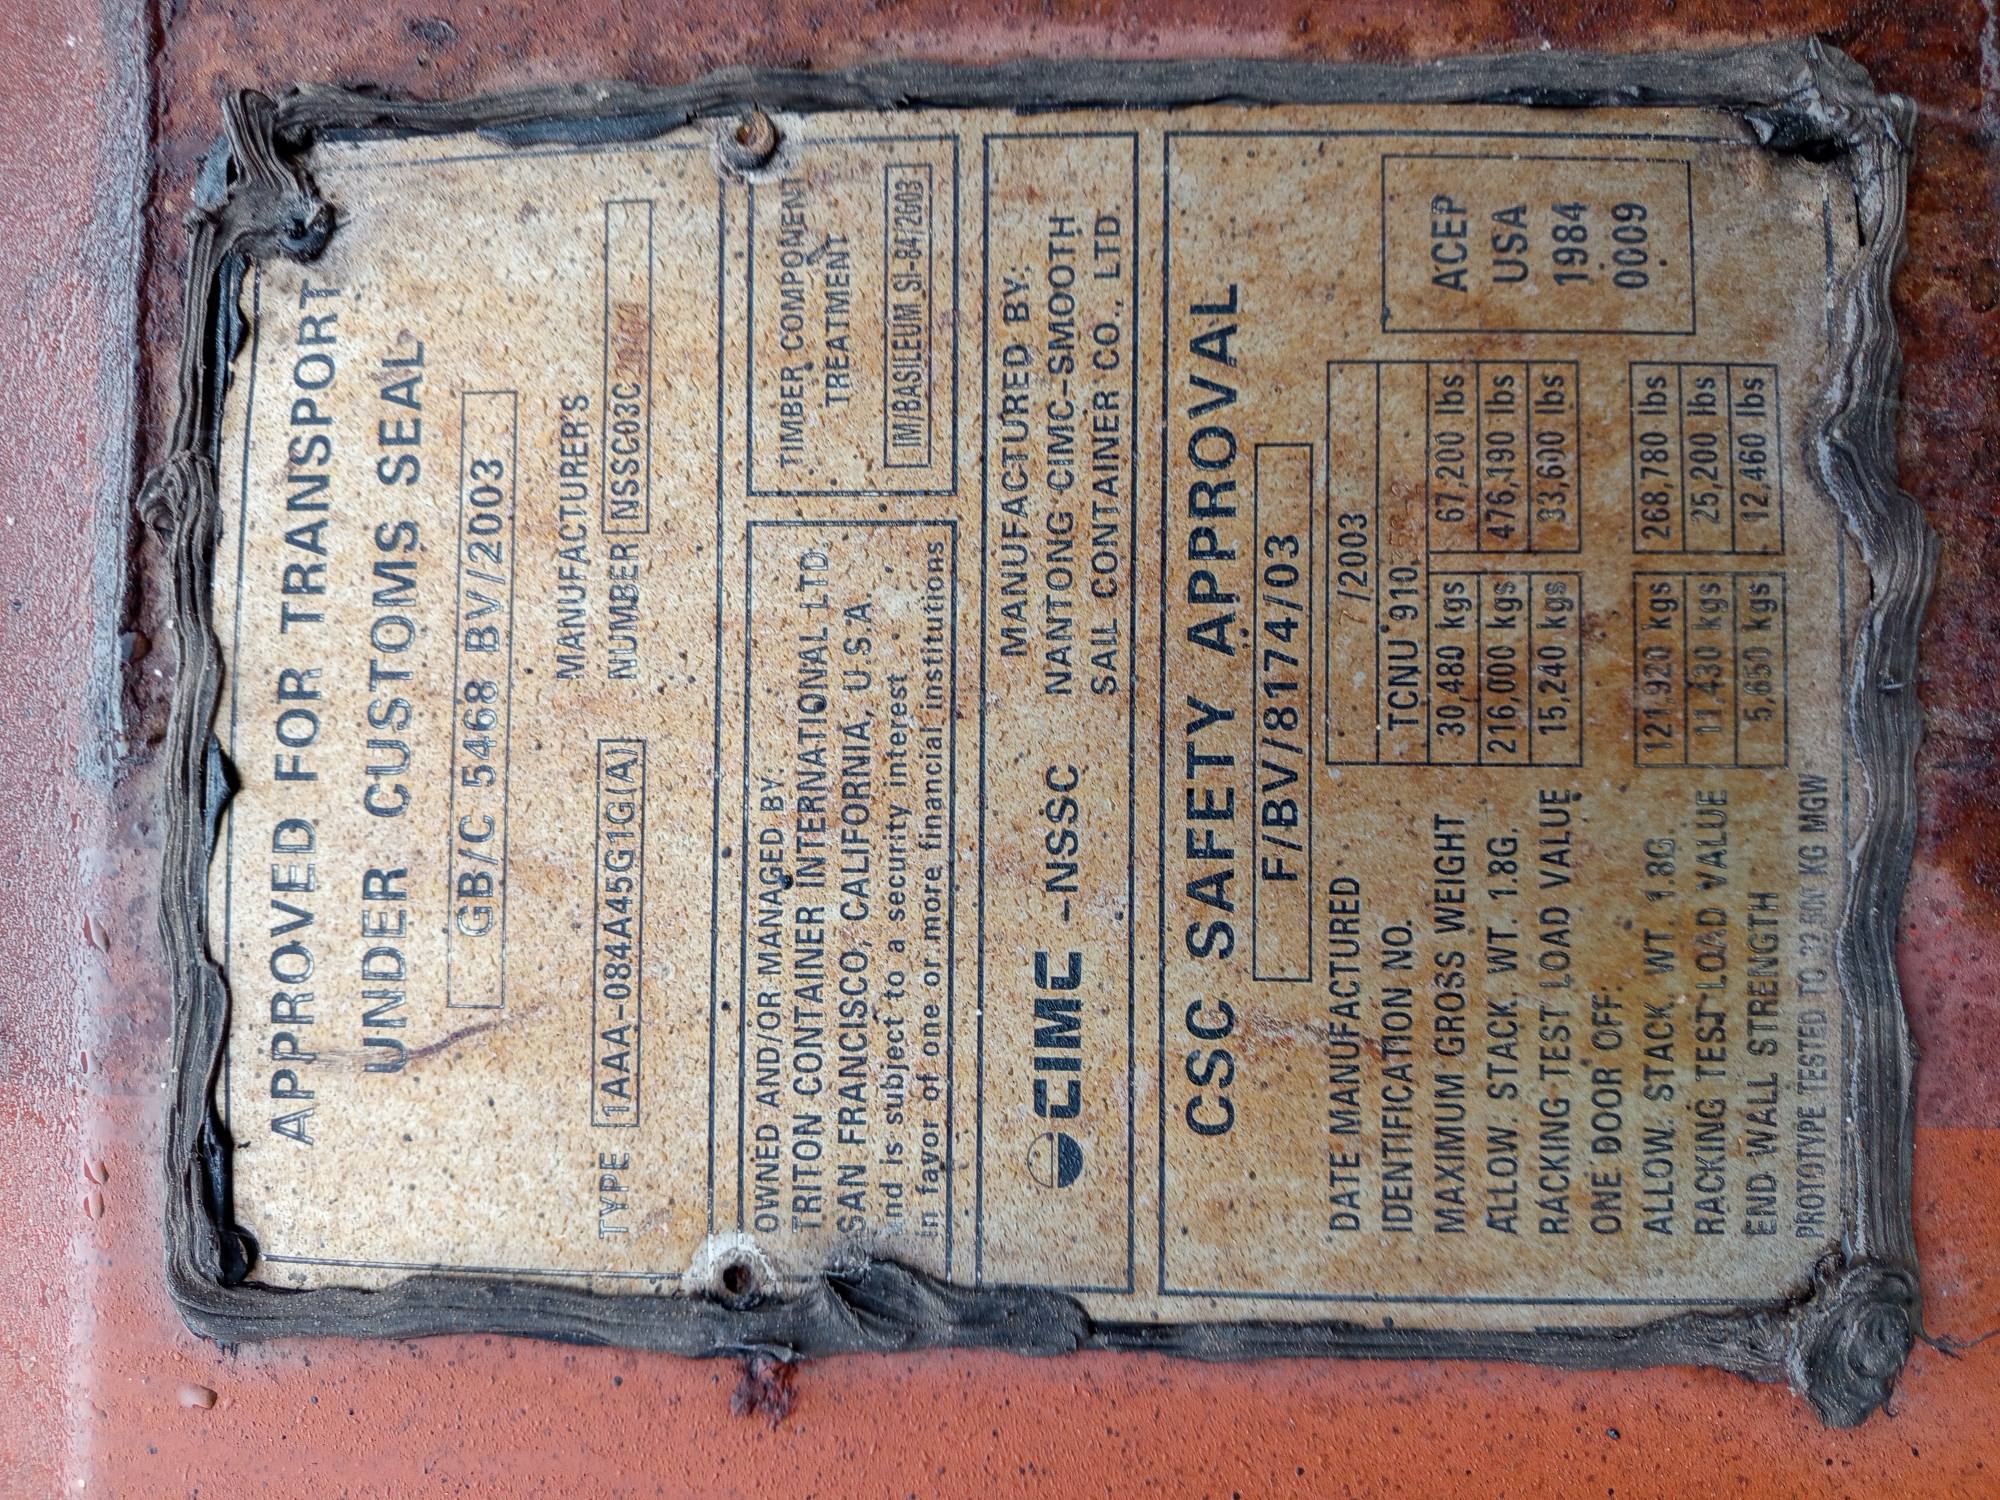 APPROVED FOR TRANSPORT
UNDER CUSTOMS SEAL
GB/C 5468 BV/2003
MANUFACTURER'S
TYPE 1AAA-084A45G1G(A) NUMBER NSSC03C
OWNED AND/OR MANAGED BY:
TRITON CONTAINER INTERNATIONAL LTD.
SAN FRANCISCO, CALIFORNIA, U.S.A.
and is subject to a security interest
in favor of one or more financial institutions
TIMBER COMPONENT
TREATMENT
IM/BASILEUM SI-84/2003
CIMC -NSSC
MANUFACTURED BY:
NANTONG CIMC-SMOOTH
SAIL CONTAINER CO., LTD.
CSC SAFETY APPROVAL
F/BV/8174/03
DATE MANUFACTURED 7/2003
IDENTIFICATION NO. TCNU 910
MAXIMUM GROSS WEIGHT 30,480 kgs 67,200 lbs
ALLOW. STACK. WT. 1.8G. 216,000 kgs 476,190 lbs
RACKING TEST LOAD VALUE 15,240 kgs 33,600 lbs
ONE DOOR OFF:
ALLOW. STACK. WT. 1.8G. 121,920 kgs 268,780 lbs
RACKING TEST LOAD VALUE 11,430 kgs 25,200 lbs
END WALL STRENGTH 5,650 kgs 12,460 lbs
PROTOTYPE TESTED TO KG MGW
ACEP
USA
1984
0009